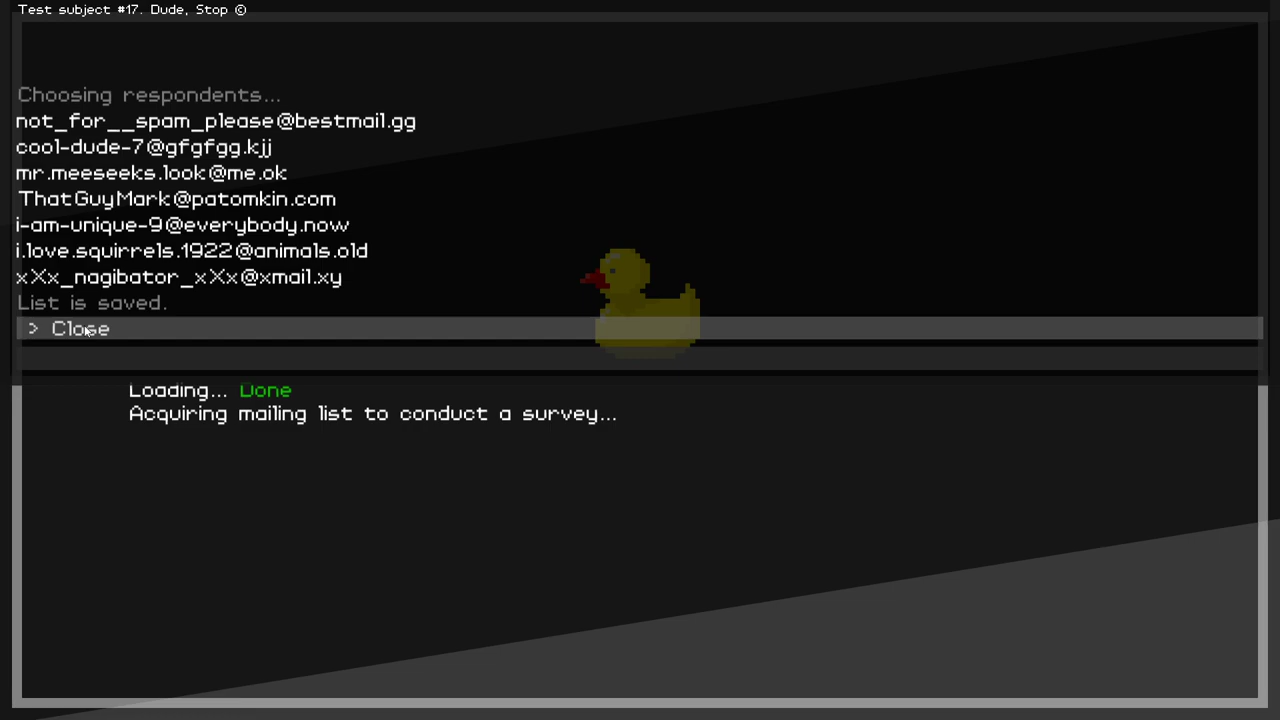 Test subject #17. Dude, Stop ©
Choosing respondents...
not_for__spam_please@bestmail.gg
cool-dude-7@gfgfgg.kjj
mr.meeseeks.look@me.ok
ThatGuyMark@patomkin.com
i-am-unique-9@everybody.now
i.love.squirrels.1922@animals.old
xXx_nagibator_xXx@xmail.xy
List is saved.
> Close
Loading... Done
Acquiring mailing list to conduct a survey...